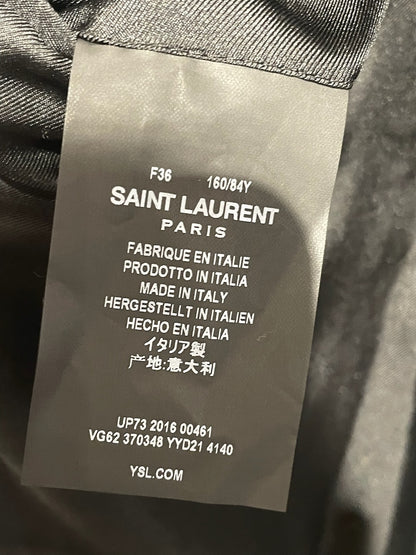 F36 160/84Y
SAINT LAURENT
PARIS
FABRIQUE EN ITALIE
PRODOTTO IN ITALIA
MADE IN ITALY
HERGESTELLT IN ITALIEN
HECHO EN ITALIA
イタリア製
产地:意大利
UP73 2016 00461
VG62 370348 YYD21 4140
YSL.COM